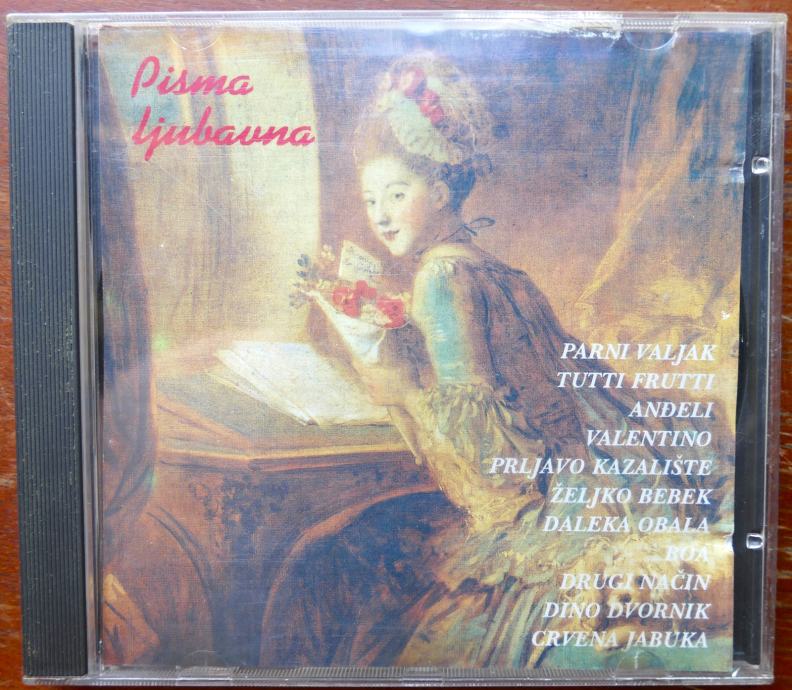 Pisma
ljubavna
PARNI VALJAK
TUTTI FRUTTI
ANĐELI
VALENTINO
PRLJAVO KAZALIŠTE
ŽELJKO BEBEK
DALEKA OBALA
BOA
DRUGI NAČIN
DINO DVORNIK
CRVENA JABUKA